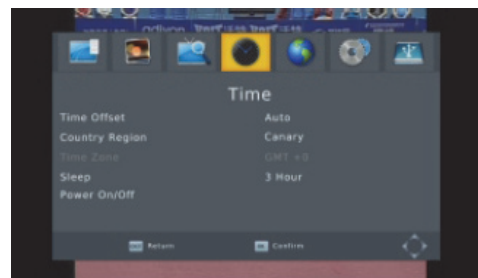 Time
Time Offset Auto
Country Region Canary
Time Zone GMT +0
Sleep 3 Hour
Power On/Off
Return
OK Confirm